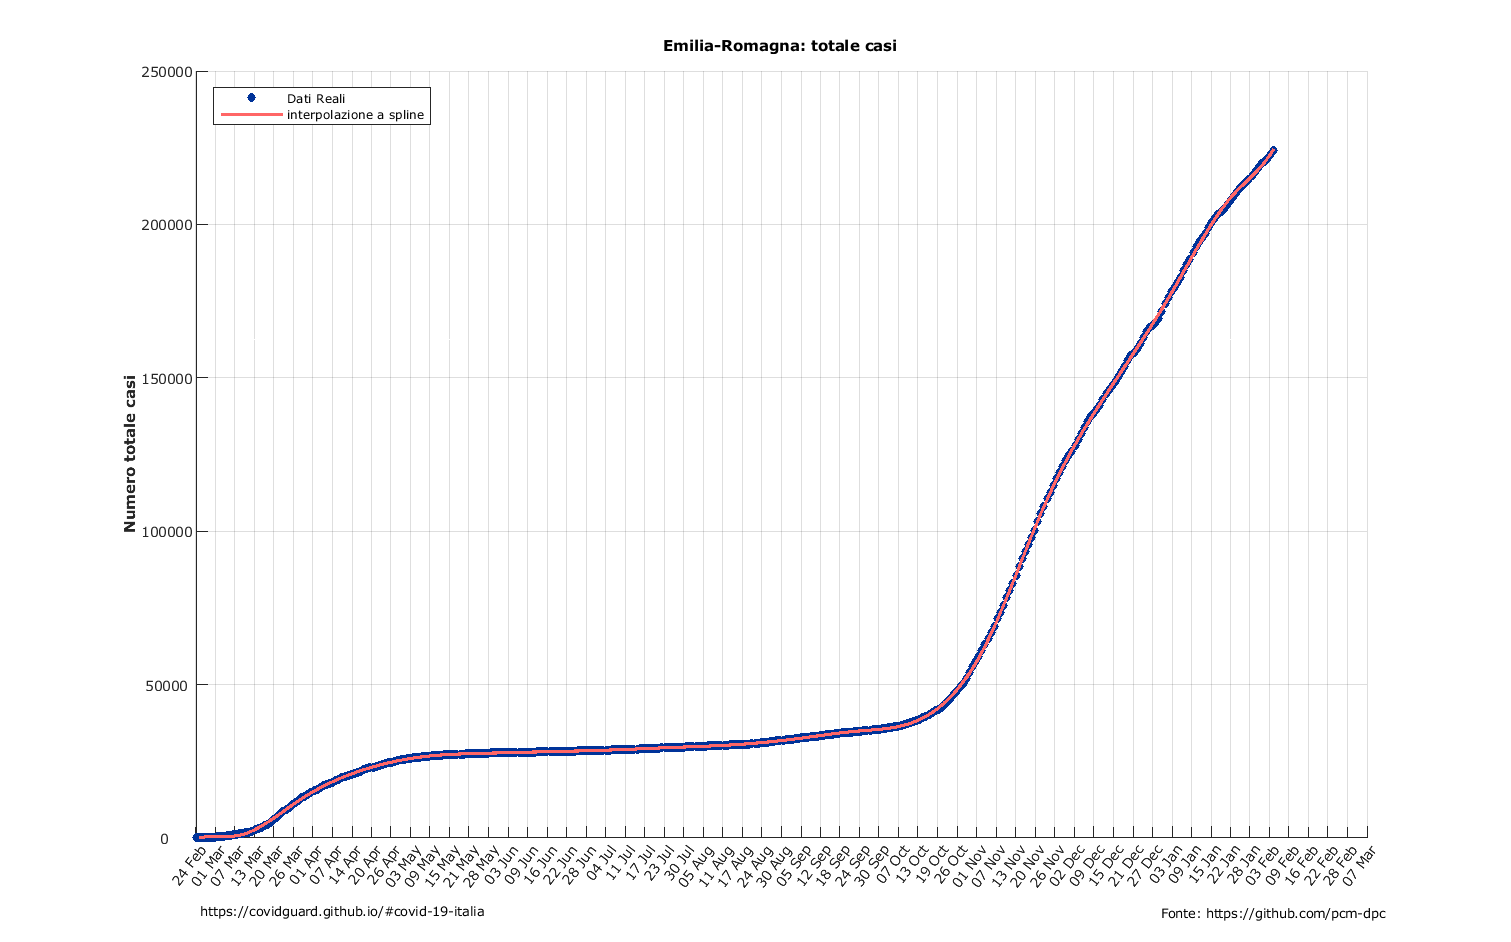 Emilia-Romagna: totale casi
250000
Dati Reali
interpolazione a spline
200000
150000
Numero totale casi
100000
50000
0
24 Feb
01 Mar
07 Mar
13 Mar
20 Mar
26 Mar
01 Apr
07 Apr
14 Apr
20 Apr
26 Apr
03 May
09 May
15 May
21 May
28 May
03 Jun
09 Jun
16 Jun
22 Jun
28 Jun
04 Jul
11 Jul
17 Jul
23 Jul
30 Jul
05 Aug
11 Aug
17 Aug
24 Aug
30 Aug
05 Sep
12 Sep
18 Sep
24 Sep
30 Sep
07 Oct
13 Oct
19 Oct
26 Oct
01 Nov
07 Nov
13 Nov
20 Nov
26 Nov
02 Dec
09 Dec
15 Dec
21 Dec
27 Dec
03 Jan
09 Jan
15 Jan
22 Jan
28 Jan
03 Feb
09 Feb
16 Feb
22 Feb
28 Feb
07 Mar
https://covidguard.github.io/#covid-19-italia
Fonte: https://github.com/pcm-dpc